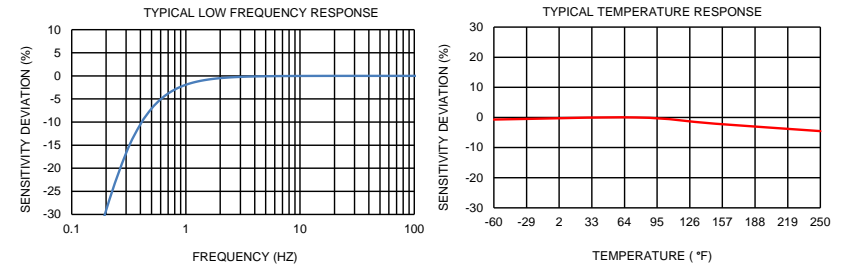 TYPICAL LOW FREQUENCY RESPONSE
SENSITIVITY DEVIATION (%)
10
5
0
-5
-10
-15
-20
-25
-30
0.1 1 10 100
FREQUENCY (HZ)
TYPICAL TEMPERATURE RESPONSE
SENSITIVITY DEVIATION (%)
30
20
10
0
-10
-20
-30
-60 -29 2 33 64 95 126 157 188 219 250
TEMPERATURE ( °F)